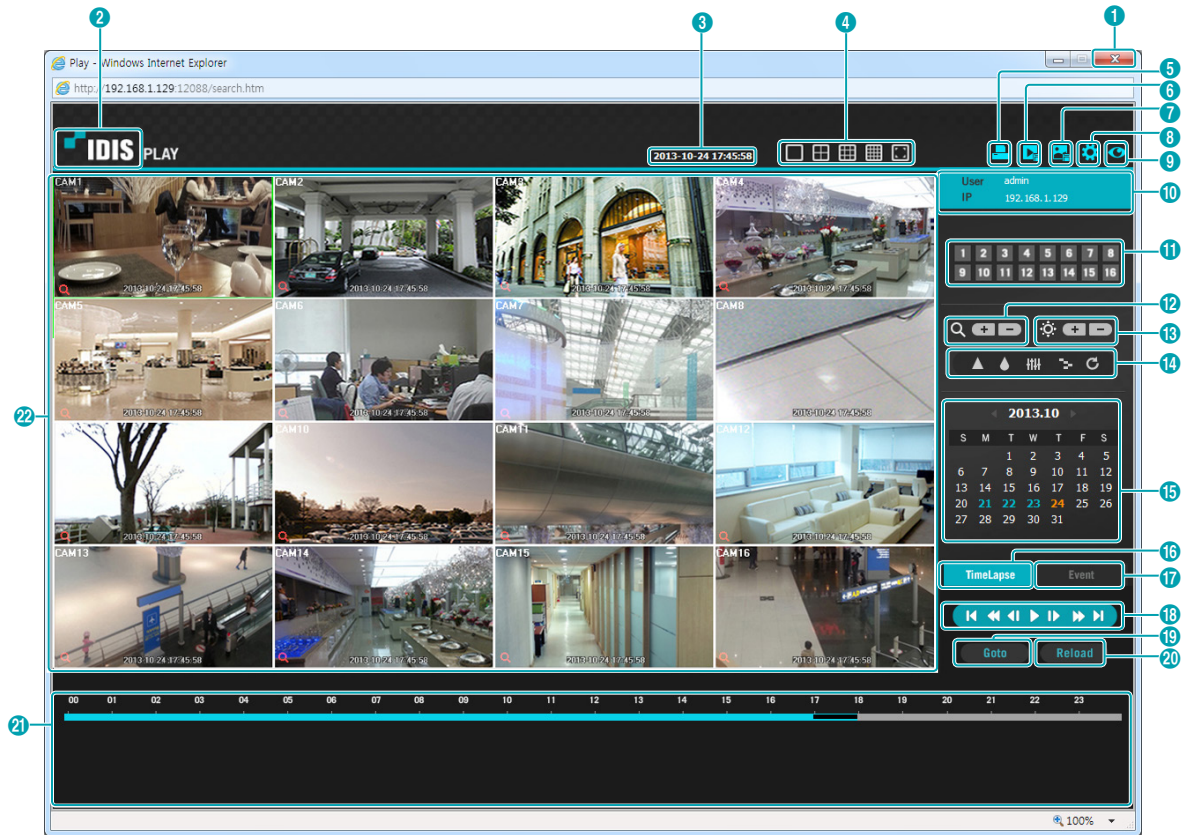 2
3
4
1
Play - Windows Internet Explorer
http://192.168.1.129:12088/search.htm
5
6
7
8
9
IDIS PLAY
2013-10-24 17:45:58
User admin
IP 192.168.1.129
10
CAM1
CAM2
CAM3
CAM4
2013-10-24 17:45:58
2013-10-24 17:45:58
2013-10-24 17:45:58
2013-10-24 17:45:58
1 2 3 4 5 6 7 8
9 10 11 12 13 14 15 16
11
12
13
14
CAM5
CAM6
CAM7
CAM8
2013-10-24 17:45:58
2013-10-24 17:45:58
2013-10-24 17:45:58
2013-10-24 17:45:58
22
2013.10
S M T W T F S
1 2 3 4 5
6 7 8 9 10 11 12
13 14 15 16 17 18 19
20 21 22 23 24 25 26
27 28 29 30 31
15
CAM10
CAM11
CAM12
2013-10-24 17:45:58
2013-10-24 17:45:58
2013-10-24 17:45:58
2013-10-24 17:45:58
CAM13
CAM14
CAM15
CAM16
2013-10-24 17:45:58
2013-10-24 17:45:58
2013-10-24 17:45:58
2013-10-24 17:45:58
16
TimeLapse
Event
17
18
19
Goto
Reload
20
21
00 01 02 03 04 05 06 07 08 09 10 11 12 13 14 15 16 17 18 19 20 21 22 23
100%